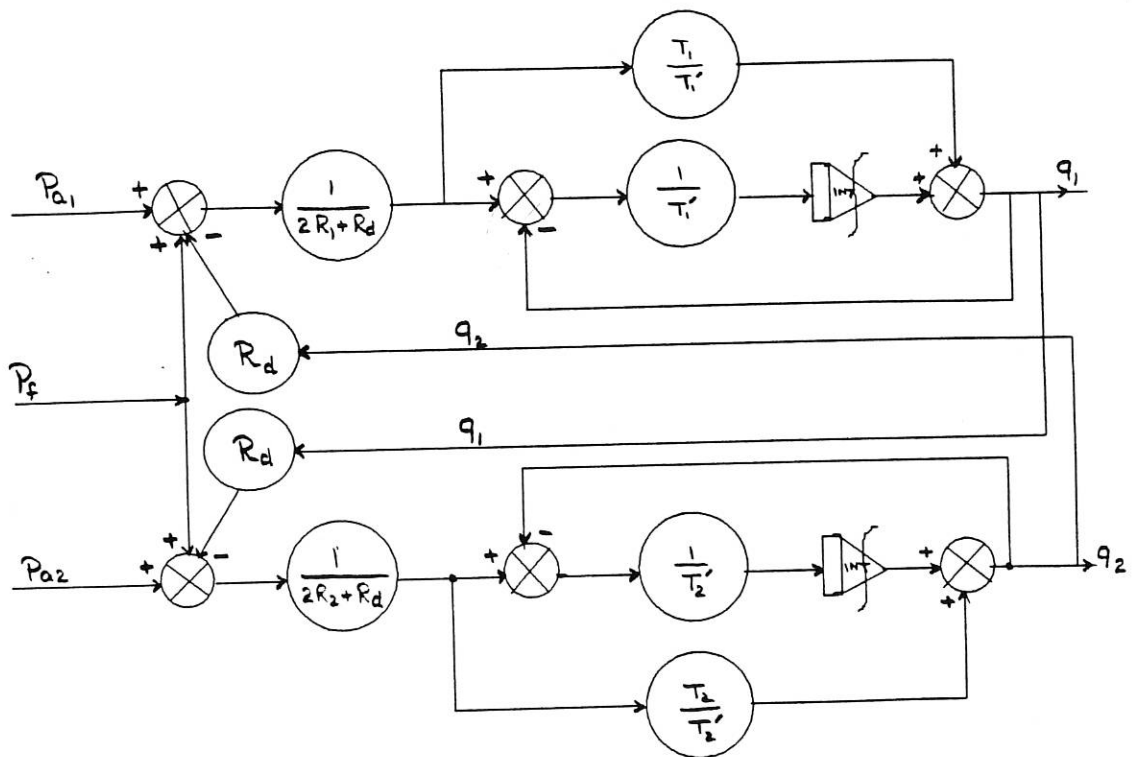 T₁
T₁′
Pa₁
+
+
-
1
2R₁+Rd
+
-
1
T₁′
INT
+
+
q₁
q₂
Rd
Pf
q₁
Rd
Pa2
+
+
-
1
2R₂+Rd
+
-
1
T₂′
INT
+
+
q₂
T₂
T₂′